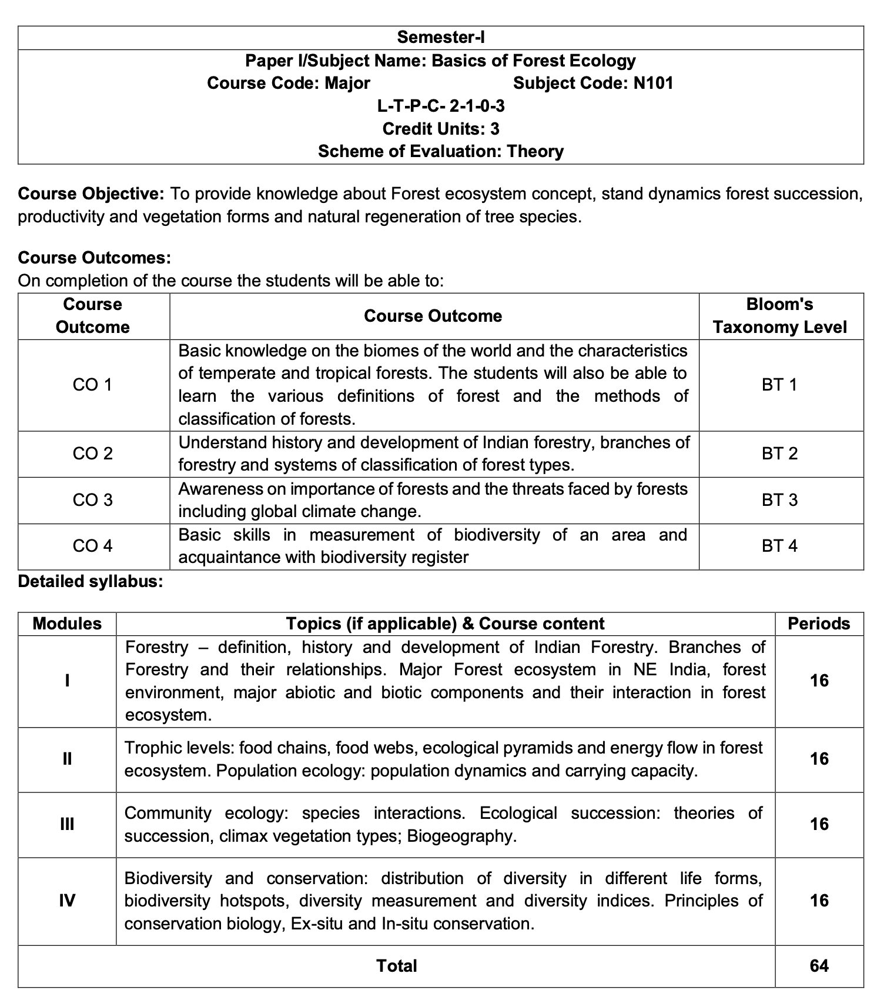 Semester-I
Paper I/Subject Name: Basics of Forest Ecology
Course Code: Major Subject Code: N101
L-T-P-C- 2-1-0-3
Credit Units: 3
Scheme of Evaluation: Theory
Course Objective: To provide knowledge about Forest ecosystem concept, stand dynamics forest succession,
productivity and vegetation forms and natural regeneration of tree species.
Course Outcomes:
On completion of the course the students will be able to:
Course
Outcome
Course Outcome
Bloom's
Taxonomy Level
CO 1
Basic knowledge on the biomes of the world and the characteristics
of temperate and tropical forests. The students will also be able to
learn the various definitions of forest and the methods of
classification of forests.
BT 1
CO 2
Understand history and development of Indian forestry, branches of
forestry and systems of classification of forest types.
BT 2
CO 3
Awareness on importance of forests and the threats faced by forests
including global climate change.
BT 3
CO 4
Basic skills in measurement of biodiversity of an area and
acquaintance with biodiversity register
BT 4
Detailed syllabus:
Modules
Topics (if applicable) & Course content
Periods
I
Forestry – definition, history and development of Indian Forestry. Branches of
Forestry and their relationships. Major Forest ecosystem in NE India, forest
environment, major abiotic and biotic components and their interaction in forest
ecosystem.
16
II
Trophic levels: food chains, food webs, ecological pyramids and energy flow in forest
ecosystem. Population ecology: population dynamics and carrying capacity.
16
III
Community ecology: species interactions. Ecological succession: theories of
succession, climax vegetation types; Biogeography.
16
IV
Biodiversity and conservation: distribution of diversity in different life forms,
biodiversity hotspots, diversity measurement and diversity indices. Principles of
conservation biology, Ex-situ and In-situ conservation.
16
Total
64